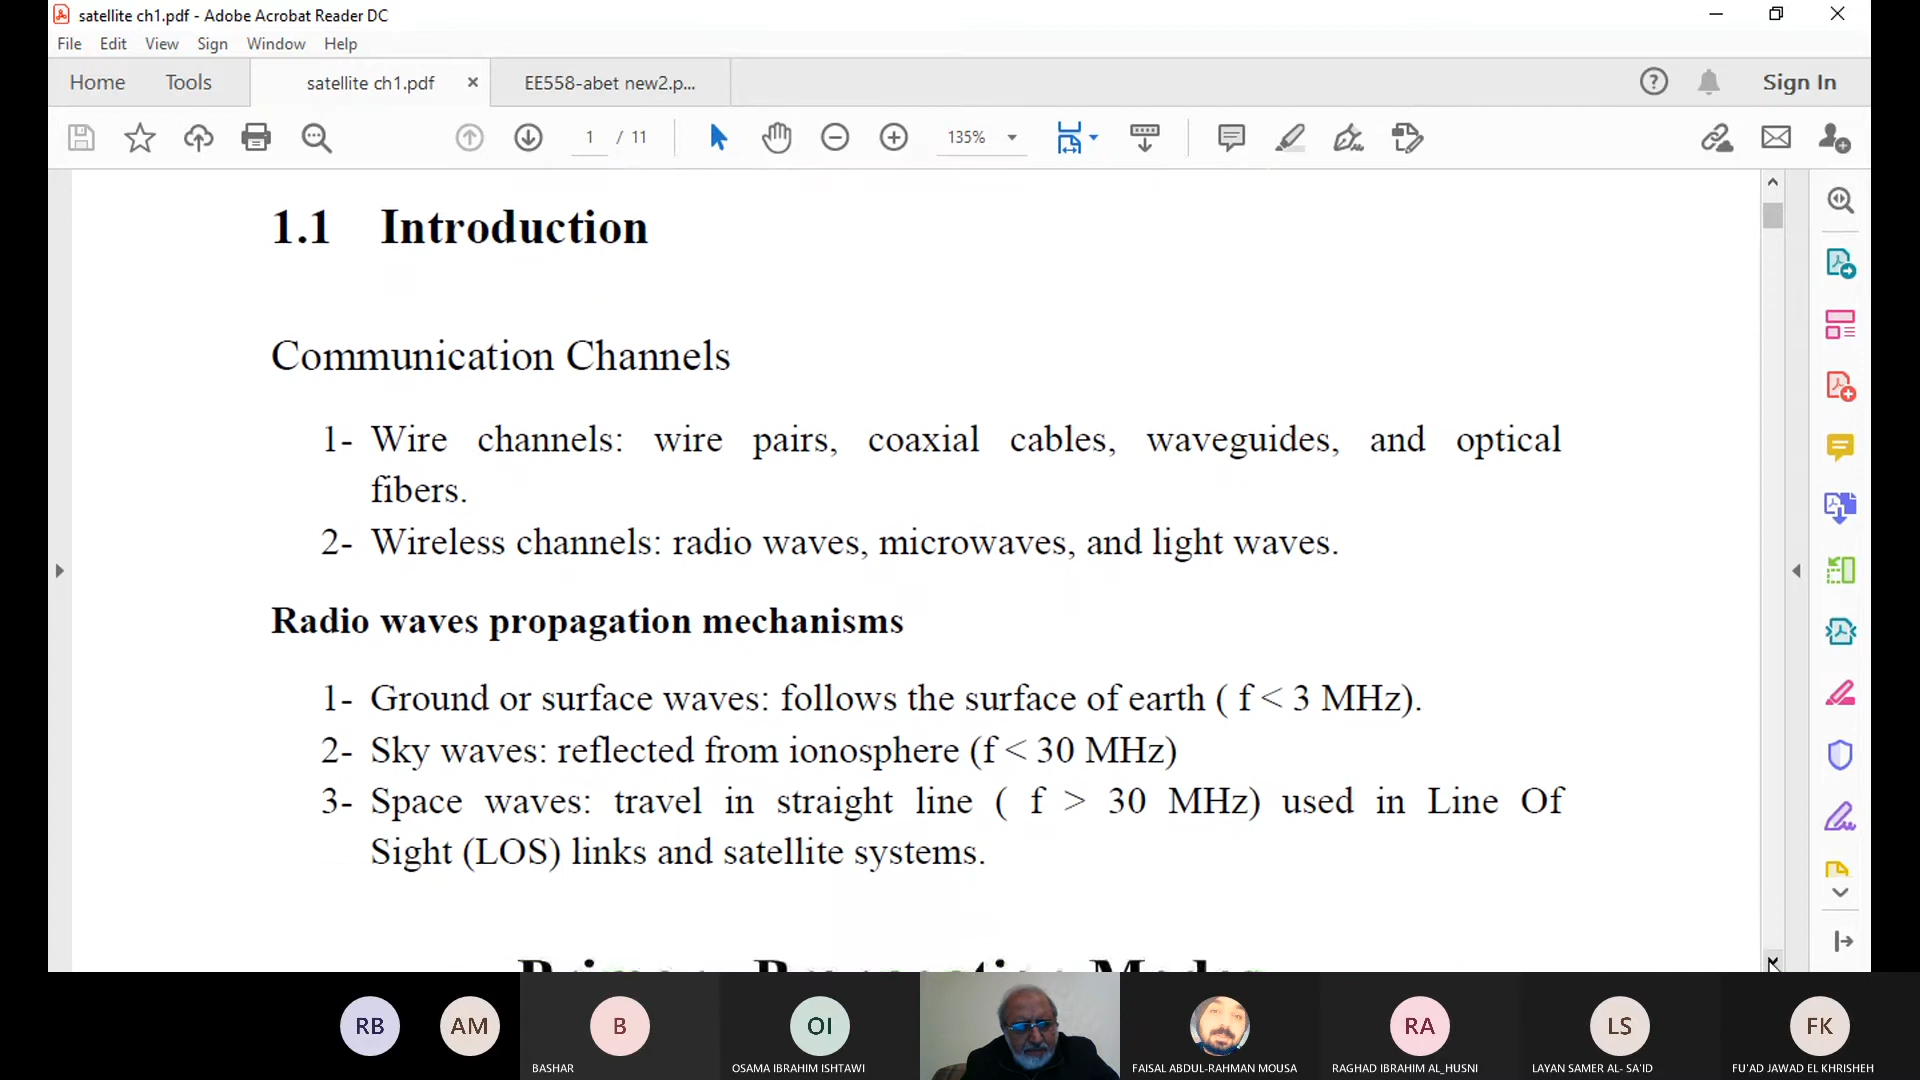 satellite ch1.pdf - Adobe Acrobat Reader DC
File Edit View Sign Window Help
Home Tools satellite ch1.pdf × EE558-abet new2.p... Sign In
1 / 11 135%
1.1 Introduction
Communication Channels
1- Wire channels: wire pairs, coaxial cables, waveguides, and optical
fibers.
2- Wireless channels: radio waves, microwaves, and light waves.
Radio waves propagation mechanisms
1- Ground or surface waves: follows the surface of earth ( f < 3 MHz).
2- Sky waves: reflected from ionosphere (f < 30 MHz)
3- Space waves: travel in straight line ( f > 30 MHz) used in Line Of
Sight (LOS) links and satellite systems.
RB AM B OI RA LS FK
BASHAR OSAMA IBRAHIM ISHTAWI FAISAL ABDUL-RAHMAN MOUSA RAGHAD IBRAHIM AL_HUSNI LAYAN SAMER AL- SA'ID FU'AD JAWAD EL KHRISHEH